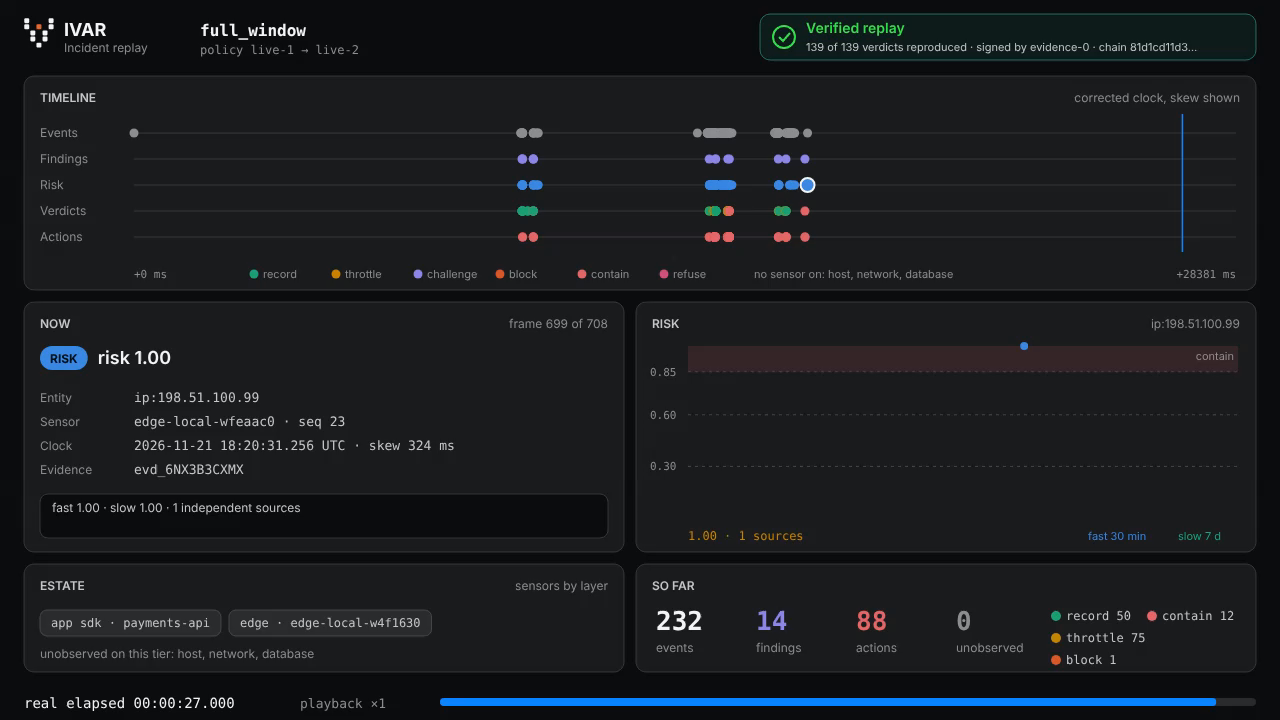 IVAR
Incident replay
full_window
policy live-1 → live-2
Verified replay
139 of 139 verdicts reproduced · signed by evidence-0 · chain 81d1cd11d3...
TIMELINE
corrected clock, skew shown
Events
Findings
Risk
Verdicts
Actions
+0 ms
record
throttle
challenge
block
contain
refuse
no sensor on: host, network, database
+28381 ms
NOW
frame 699 of 708
RISK
risk 1.00
Entity ip:198.51.100.99
Sensor edge-local-wfeaac0 · seq 23
Clock 2026-11-21 18:20:31.256 UTC · skew 324 ms
Evidence evd_6NX3B3CXMX
fast 1.00 · slow 1.00 · 1 independent sources
RISK
ip:198.51.100.99
contain
0.85
0.60
0.30
1.00 · 1 sources
fast 30 min
slow 7 d
ESTATE
sensors by layer
app sdk · payments-api
edge · edge-local-w4f1630
unobserved on this tier: host, network, database
SO FAR
232 events
14 findings
88 actions
0 unobserved
record 50
contain 12
throttle 75
block 1
real elapsed 00:00:27.000
playback ×1